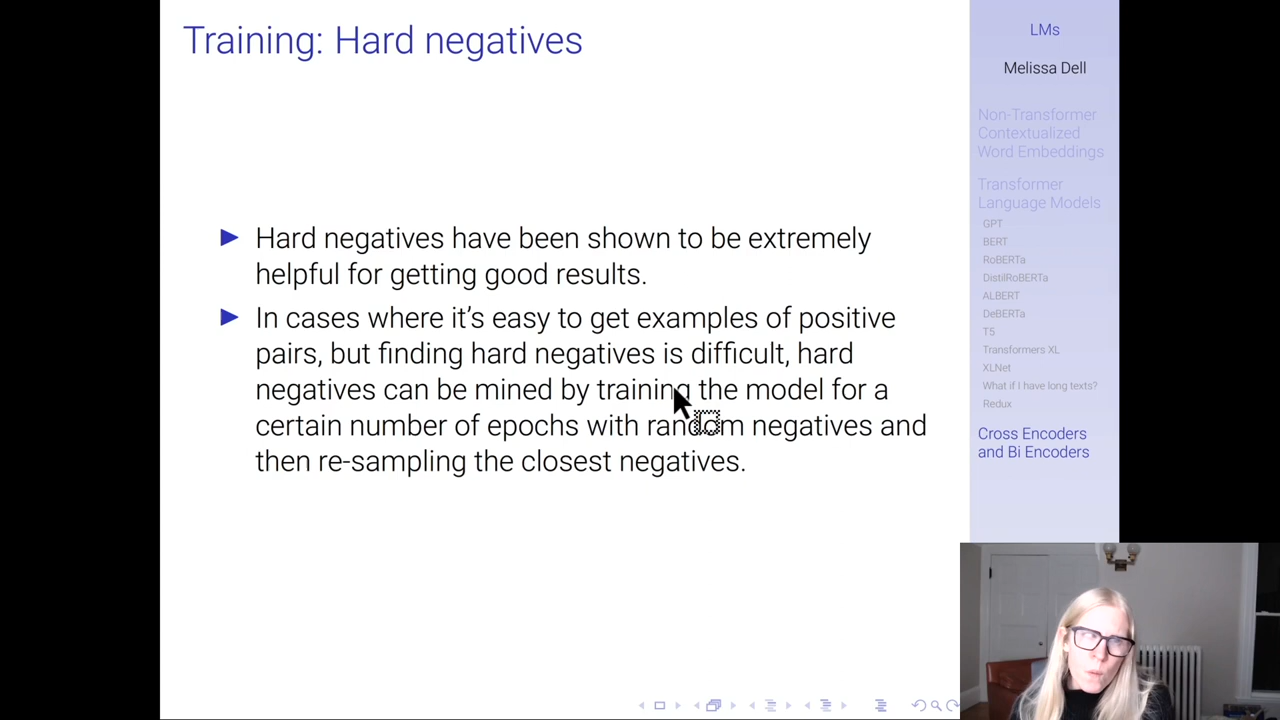 Training: Hard negatives
Hard negatives have been shown to be extremely
helpful for getting good results.
In cases where it's easy to get examples of positive
pairs, but finding hard negatives is difficult, hard
negatives can be mined by training the model for a
certain number of epochs with random negatives and
then re-sampling the closest negatives.
LMs
Melissa Dell
Non-Transformer
Contextualized
Word Embeddings
Transformer
Language Models
GPT
BERT
RoBERTa
DistilRoBERTa
ALBERT
DeBERTa
T5
Transformers XL
XLNet
What if I have long texts?
Redux
Cross Encoders
and Bi Encoders